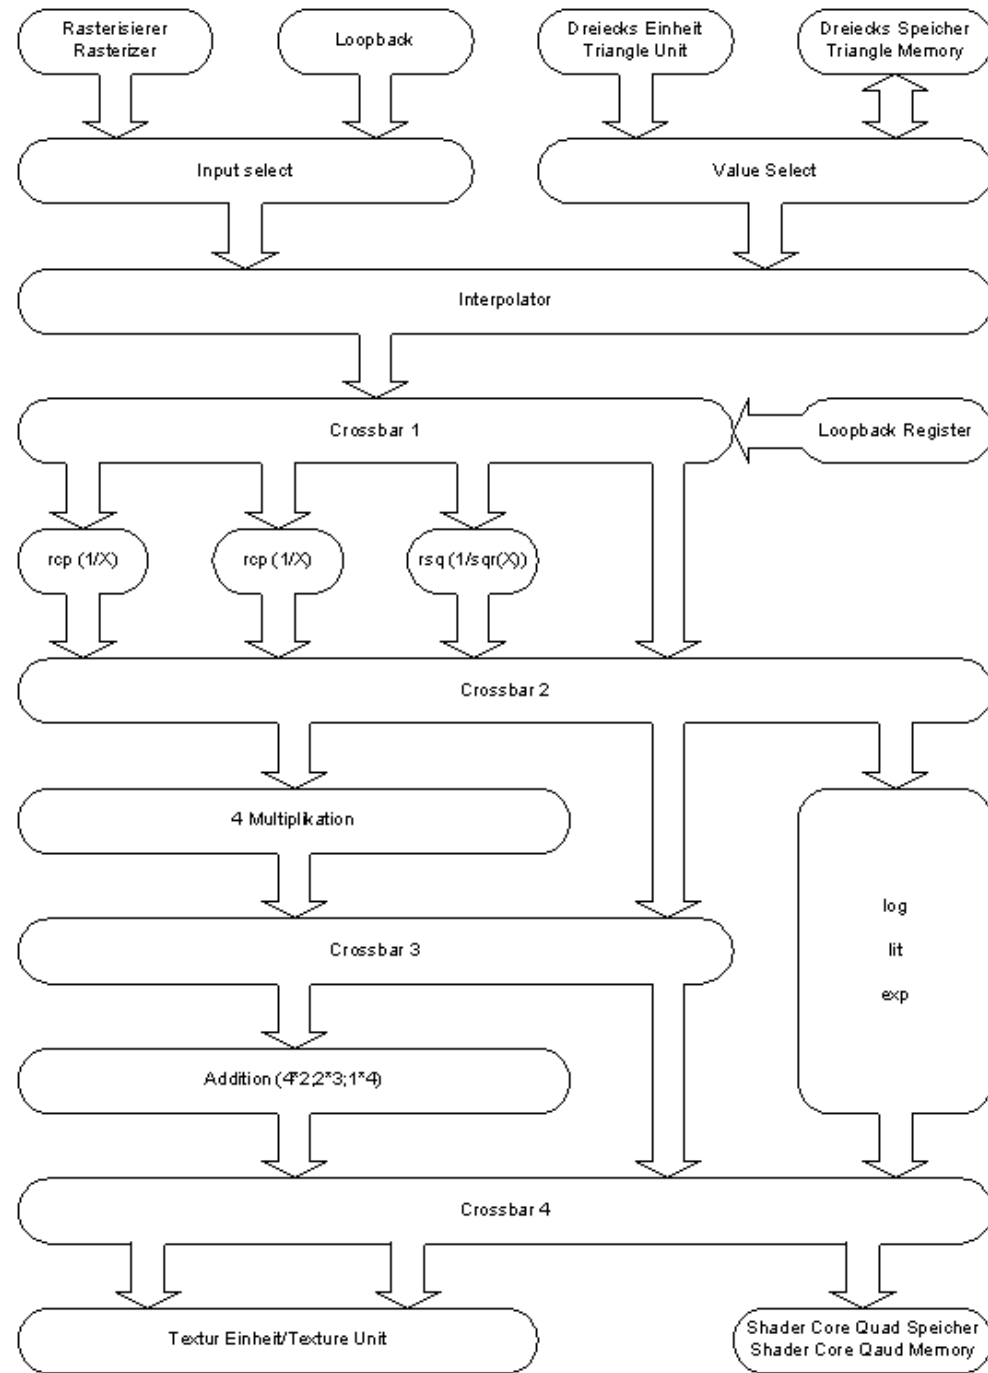 Rasterisierer
Rasterizer
Loopback
Dreiecks Einheit
Triangle Unit
Dreiecks Speicher
Triangle Memory
Input select
Value Select
Interpolator
Crossbar 1
Loopback Register
rcp (1/X)
rcp (1/X)
rsq (1/sqr(X))
Crossbar 2
4 Multiplikation
log
lit
exp
Crossbar 3
Addition (4*2;2*3;1*4)
Crossbar 4
Textur Einheit/Texture Unit
Shader Core Quad Speicher
Shader Core Qaud Memory